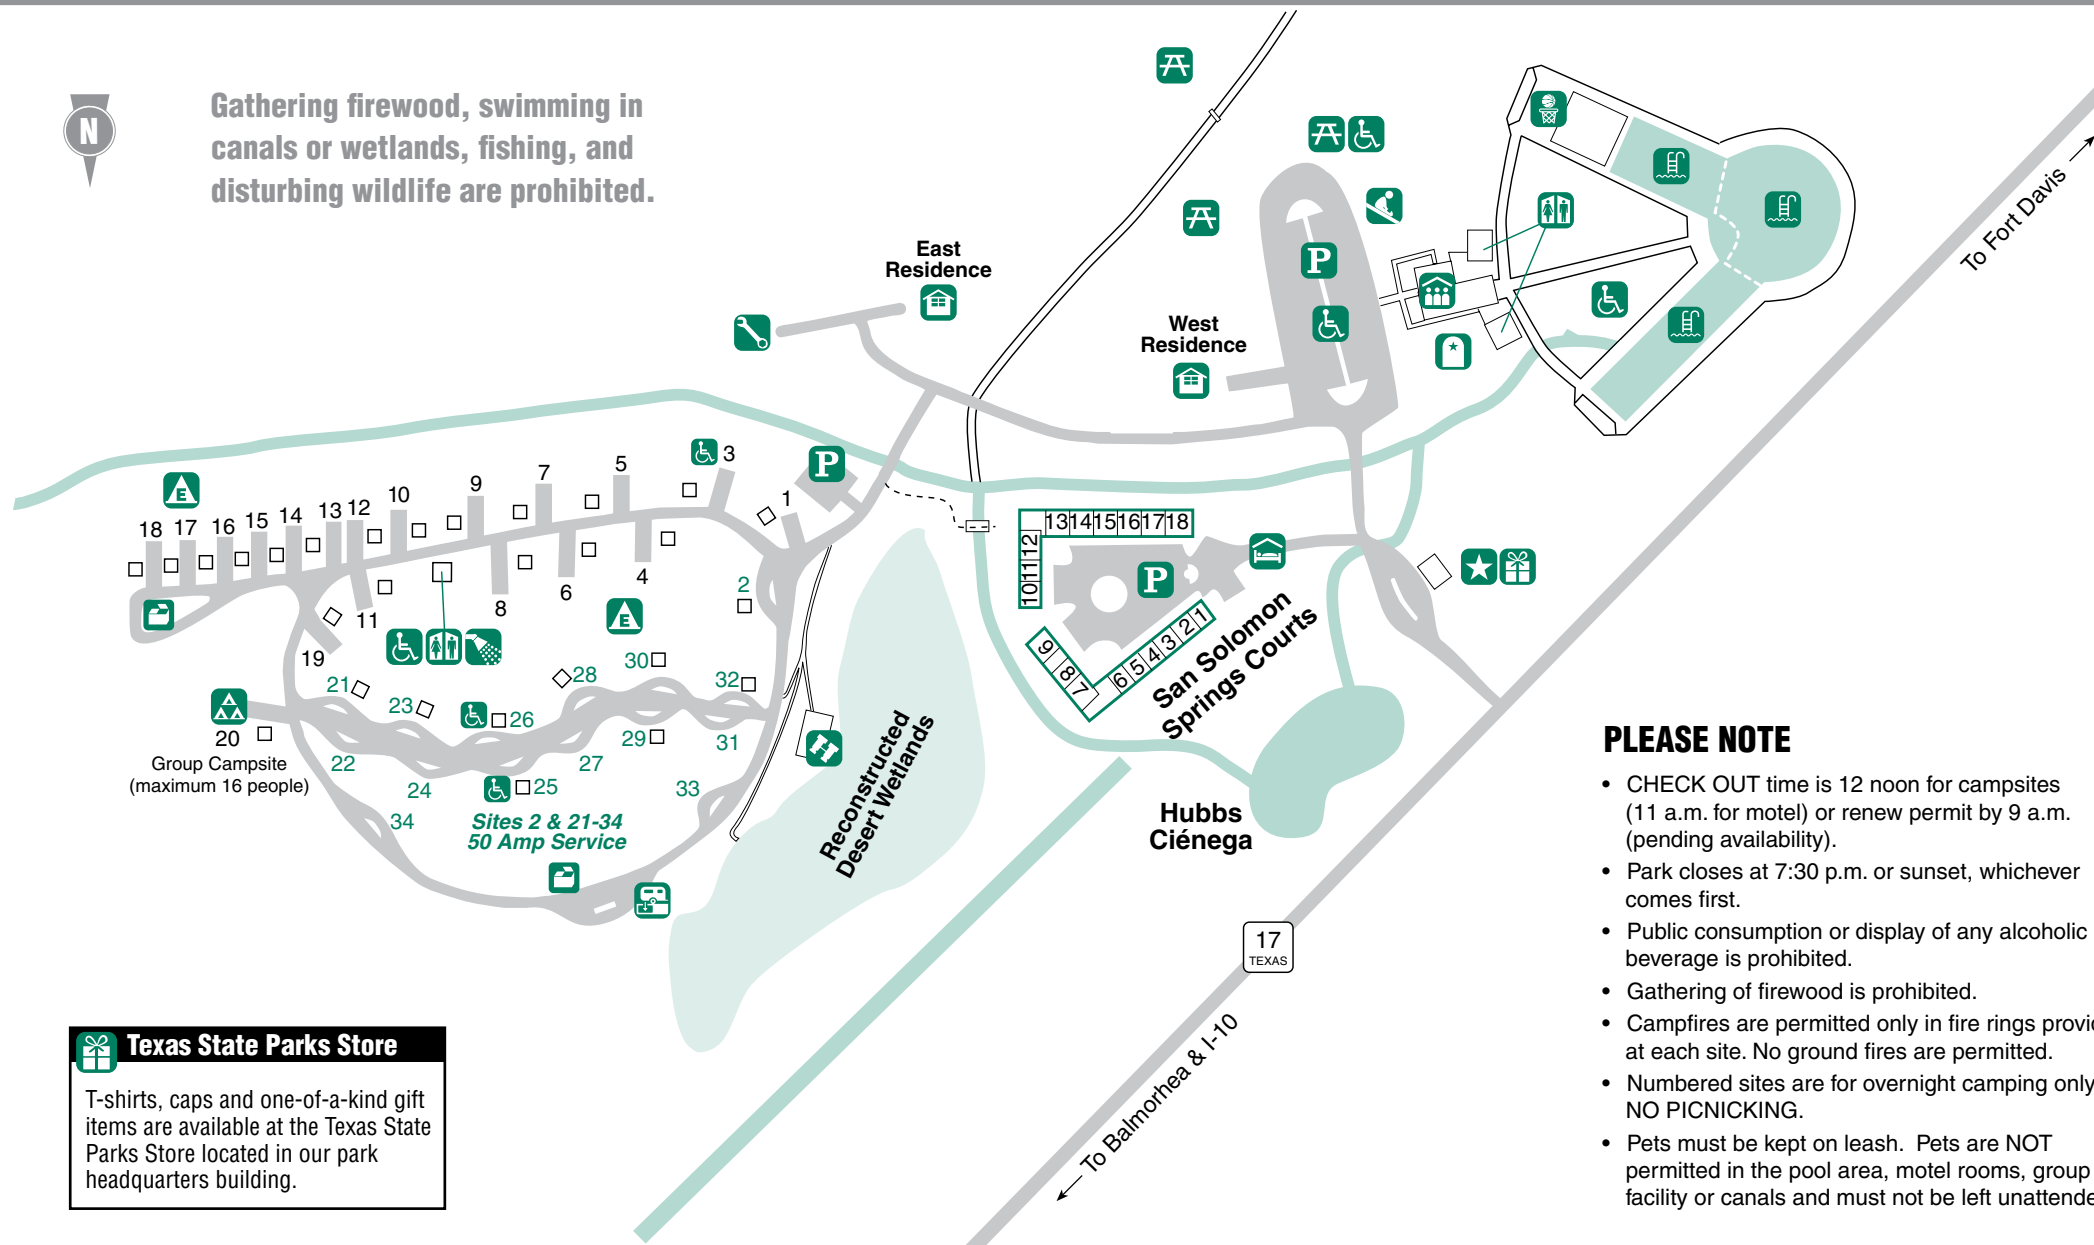 N
Gathering firewood, swimming in
canals or wetlands, fishing, and
disturbing wildlife are prohibited.
East
Residence
West
Residence
P
P
P
To Fort Davis
E
18 17 16 15 14 13 12 10 9 7 5 3 1
11 8 6 4 2
E
19
21 23 26 28 30 32
20
Group Campsite
(maximum 16 people)
22 24 25 27 29 31 33
34
Sites 2 & 21-34
50 Amp Service
13 14 15 16 17 18
10 11 12
9 8 7
6 5 4 3 2 1
San Solomon
Springs Courts
Reconstructed
Desert Wetlands
Hubbs
Ciénega
17
TEXAS
To Balmorhea & I-10
Texas State Parks Store
T-shirts, caps and one-of-a-kind gift
items are available at the Texas State
Parks Store located in our park
headquarters building.
PLEASE NOTE
• CHECK OUT time is 12 noon for campsites
(11 a.m. for motel) or renew permit by 9 a.m.
(pending availability).
• Park closes at 7:30 p.m. or sunset, whichever
comes first.
• Public consumption or display of any alcoholic
beverage is prohibited.
• Gathering of firewood is prohibited.
• Campfires are permitted only in fire rings provi
at each site. No ground fires are permitted.
• Numbered sites are for overnight camping only
NO PICNICKING.
• Pets must be kept on leash. Pets are NOT
permitted in the pool area, motel rooms, group
facility or canals and must not be left unattende